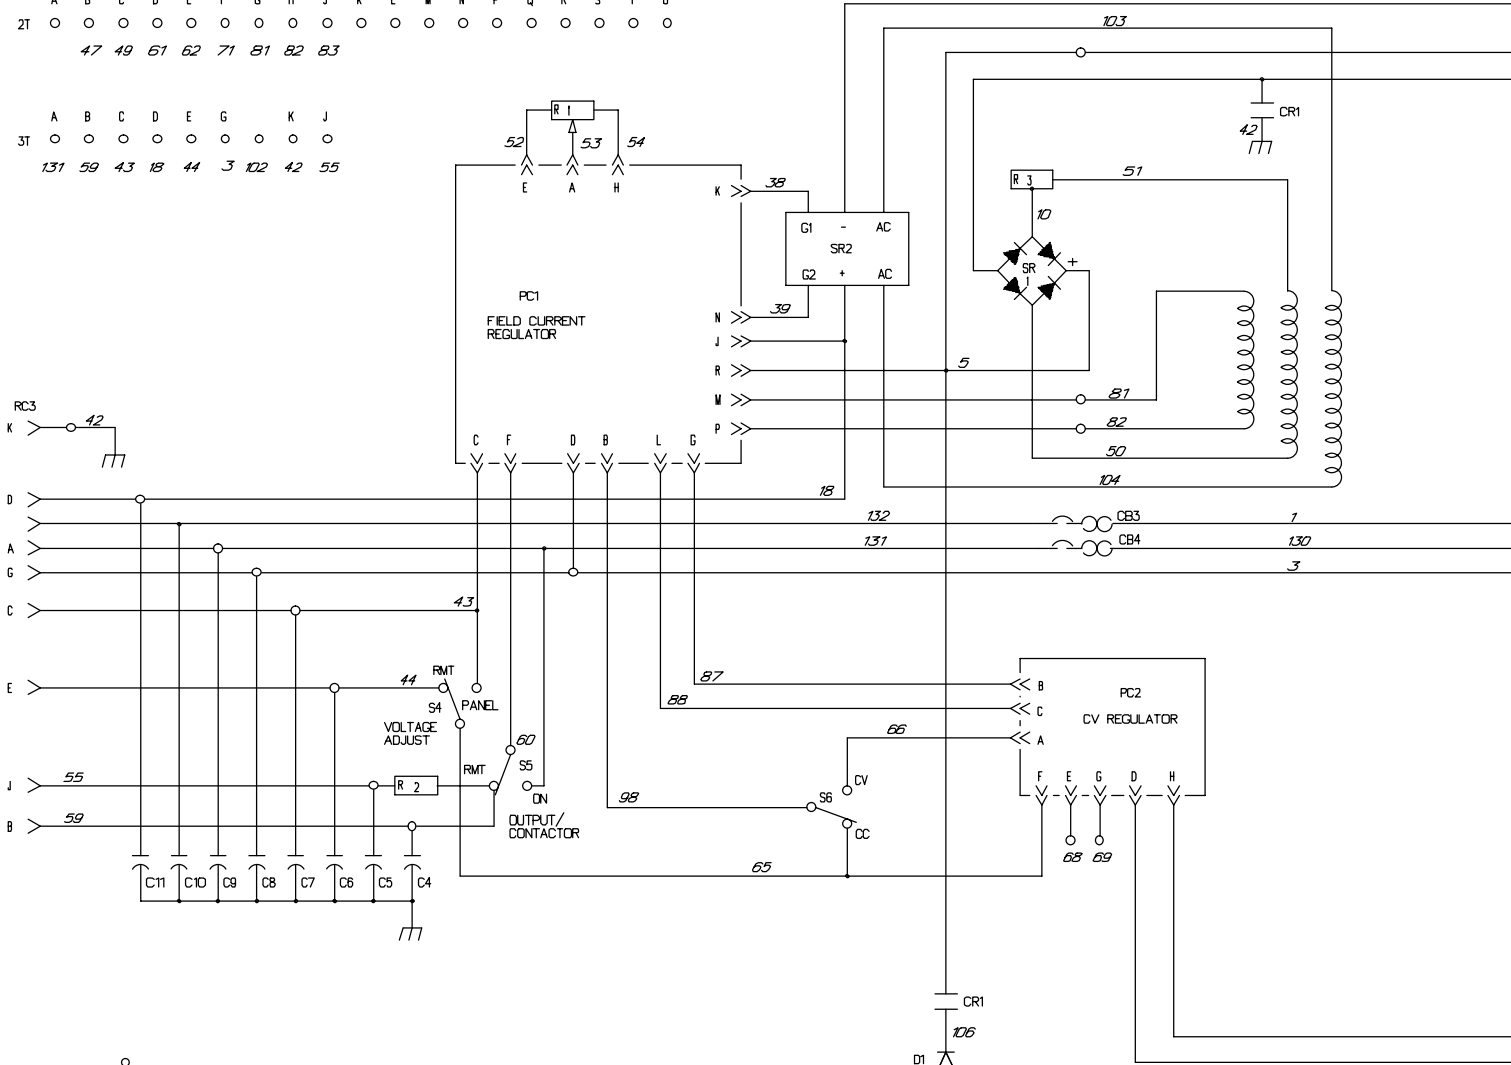 A B C D E F G H J K L M N P Q R S T U
2T
47 49 61 62 71 81 82 83
A B C D E G K J
3T
131 59 43 18 44 3 102 42 55
103
CR1
42
R 1
52 53 54
E A H
K 38
G1 - AC
SR2
G2 + AC
R 3 51
10
SR
1
+
PC1
FIELD CURRENT
REGULATOR
N 39
J
R 5
M 81
P 82
50
104
C F D B L G
RC3
K 42
D 18
132 CB3 1
A 131 CB4 130
G 3
C 43
E 44
RMT
S4 PANEL
VOLTAGE
ADJUST
60
RMT S5
ON
OUTPUT/
CONTACTOR
J 55 R 2
B 59
87
88
66
98
S6
CV
CC
65
B
C
A
PC2
CV REGULATOR
F E G D H
68 69
C11 C10 C9 C8 C7 C6 C5 C4
CR1
106
D1